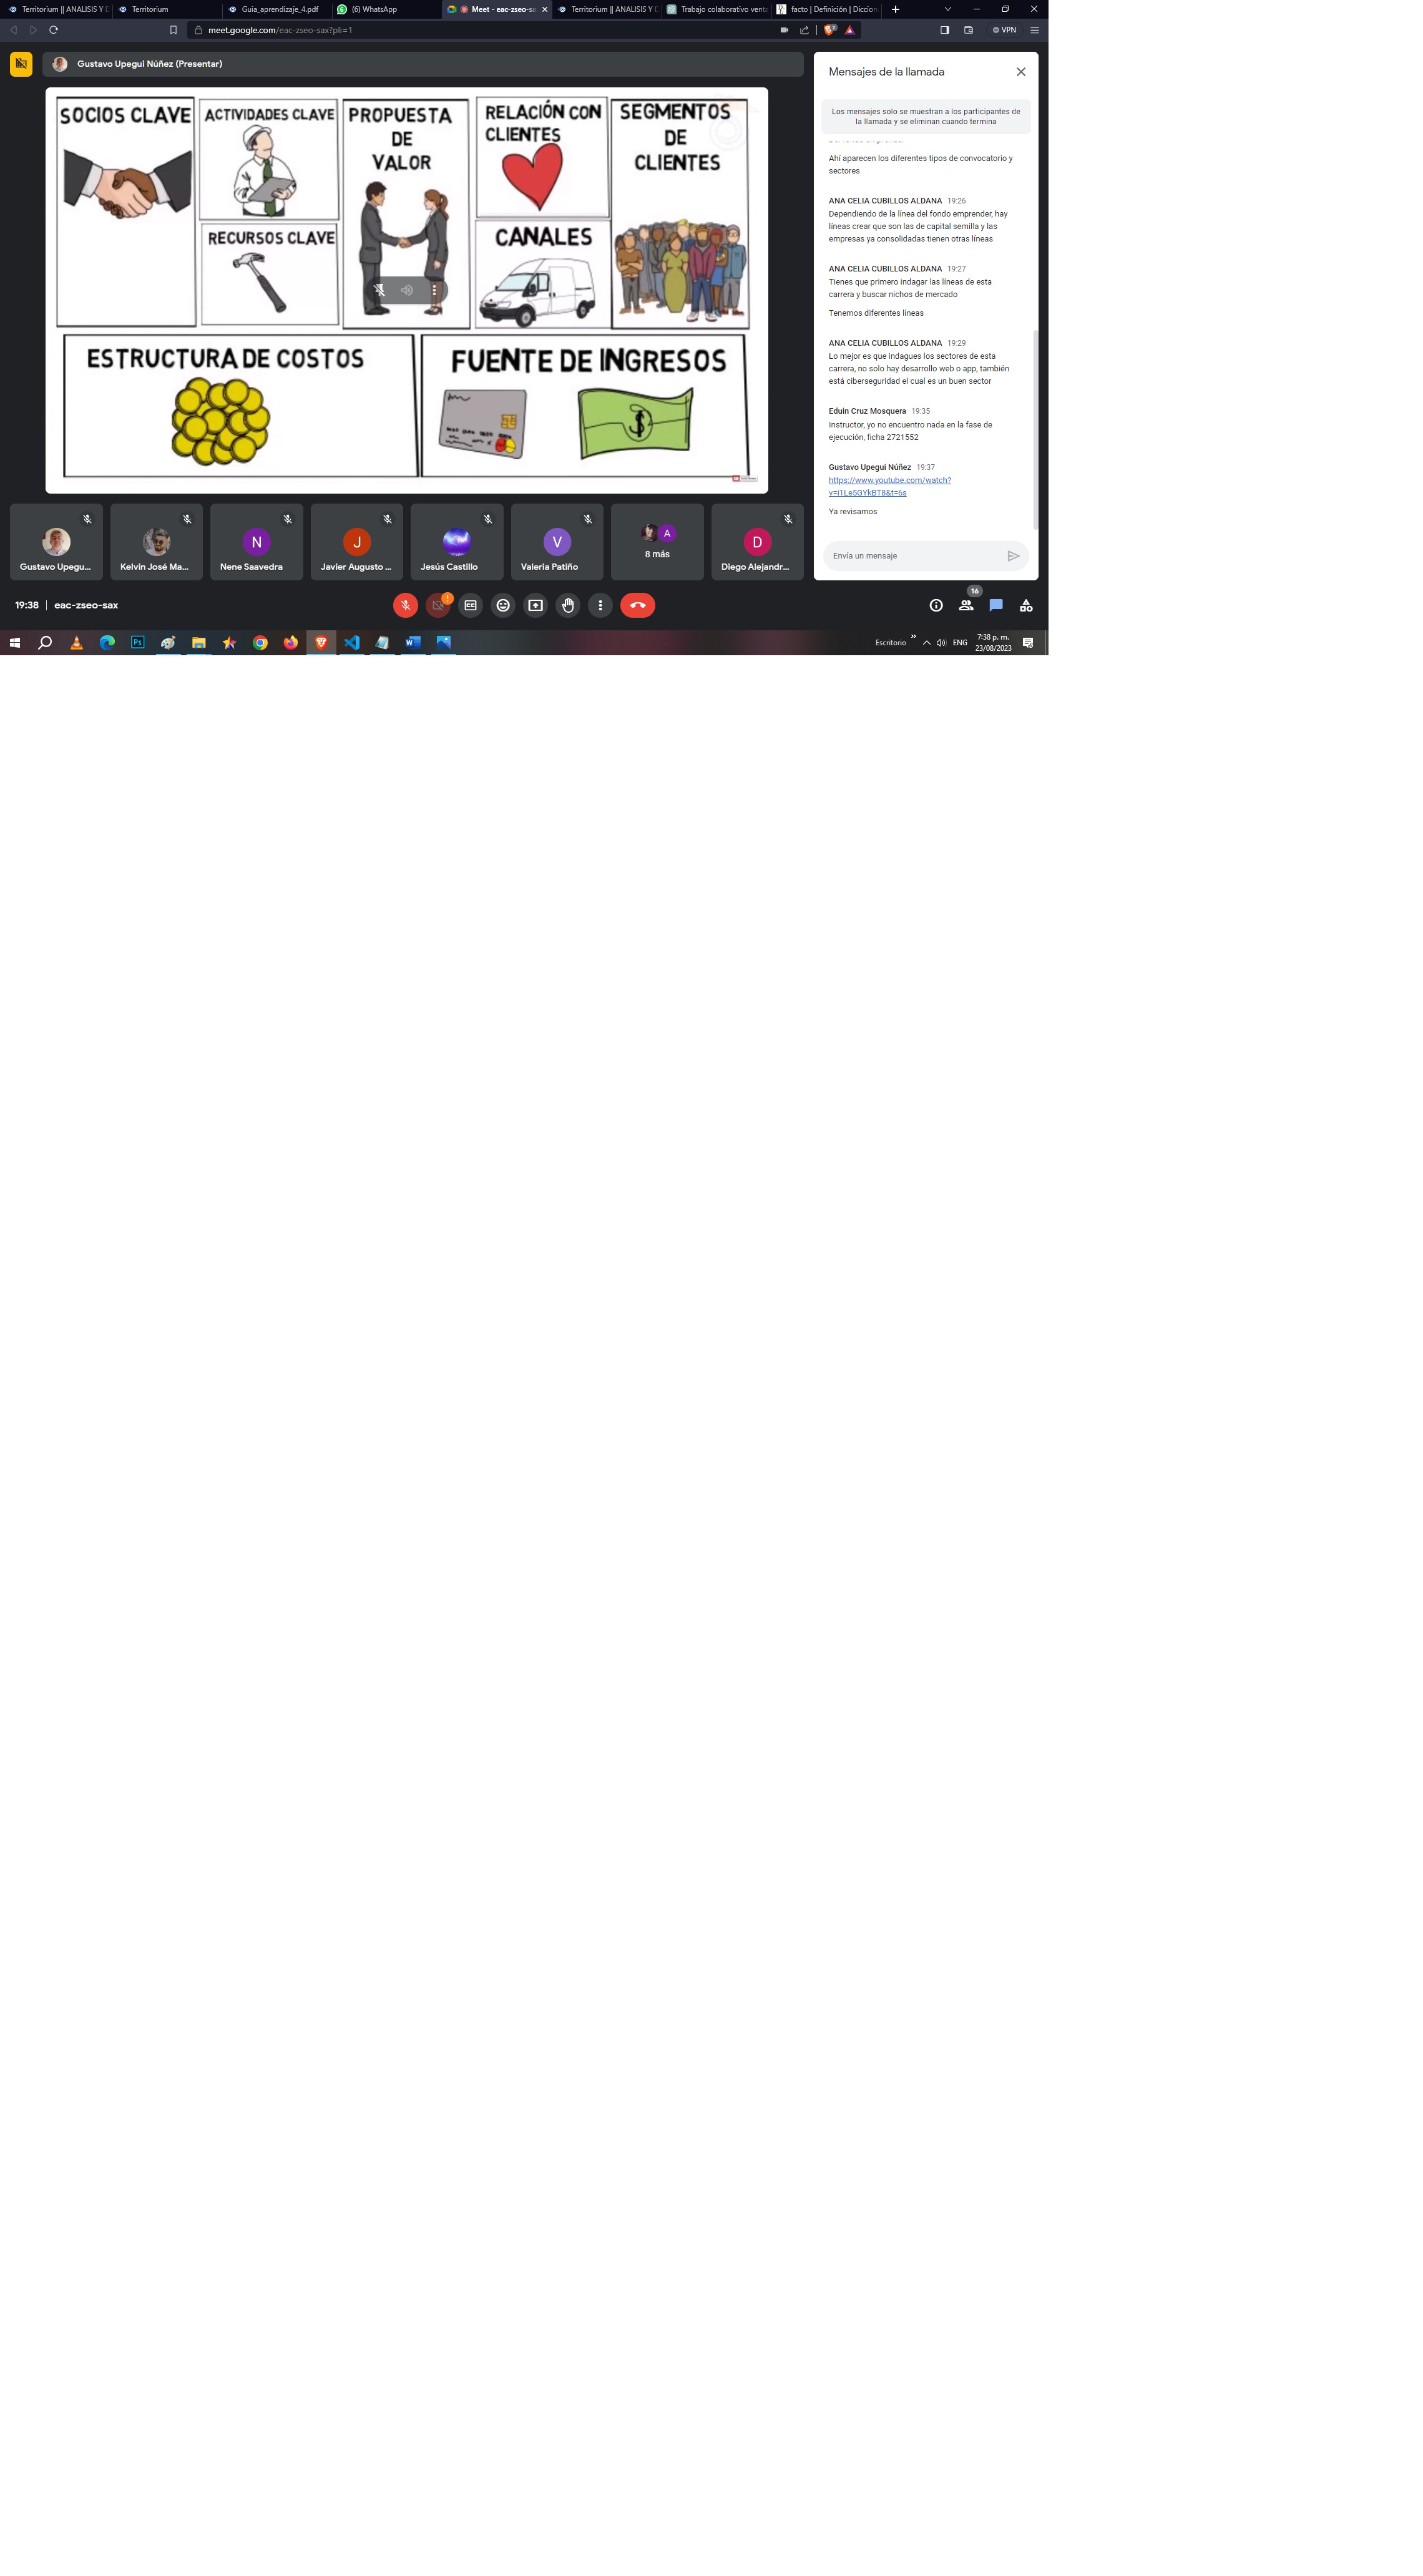 Territorium || ANALISIS Y D
Territorium
Guia_aprendizaje_4.pdf
(6) WhatsApp
Meet - eac-zseo-sa
Territorium || ANALISIS Y D
Trabajo colaborativo venta
facto | Definición | Diccion
meet.google.com/eac-zseo-sax?pli=1
2
VPN
Gustavo Upegui Núñez (Presentar)
SOCIOS CLAVE
ACTIVIDADES CLAVE
RECURSOS CLAVE
PROPUESTA
DE
VALOR
RELACIÓN CON
CLIENTES
CANALES
SEGMENTOS
DE
CLIENTES
ESTRUCTURA DE COSTOS
FUENTE DE INGRESOS
$
Gustavo Upegu...
Kelvin José Ma...
N
Nene Saavedra
J
Javier Augusto ...
Jesús Castillo
V
Valeria Patiño
A
8 más
D
Diego Alejandr...
Mensajes de la llamada
Los mensajes solo se muestran a los participantes de
la llamada y se eliminan cuando termina
Ahí aparecen los diferentes tipos de convocatorio y
sectores
ANA CELIA CUBILLOS ALDANA 19:26
Dependiendo de la línea del fondo emprender, hay
líneas crear que son las de capital semilla y las
empresas ya consolidadas tienen otras líneas
ANA CELIA CUBILLOS ALDANA 19:27
Tienes que primero indagar las líneas de esta
carrera y buscar nichos de mercado
Tenemos diferentes líneas
ANA CELIA CUBILLOS ALDANA 19:29
Lo mejor es que indagues los sectores de esta
carrera, no solo hay desarrollo web o app, también
está ciberseguridad el cual es un buen sector
Eduin Cruz Mosquera 19:35
Instructor, yo no encuentro nada en la fase de
ejecución, ficha 2721552
Gustavo Upegui Núñez 19:37
https://www.youtube.com/watch?
v=i1Le5GYkBT8&t=6s
Ya revisamos
Envía un mensaje
19:38 | eac-zseo-sax
!
CC
16
Ps
W
Escritorio
ENG
7:38 p. m.
23/08/2023